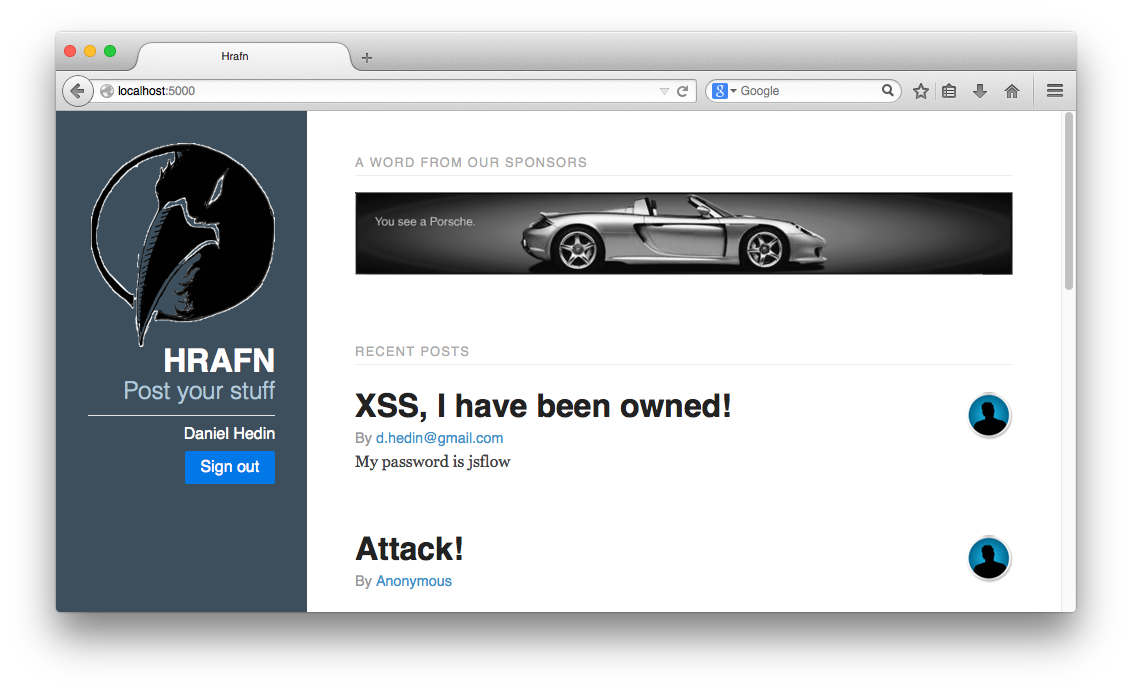 Hrafn
localhost:5000
Google
A WORD FROM OUR SPONSORS
You see a Porsche.
HRAFN
Post your stuff
Daniel Hedin
Sign out
RECENT POSTS
XSS, I have been owned!
By d.hedin@gmail.com
My password is jsflow
Attack!
By Anonymous